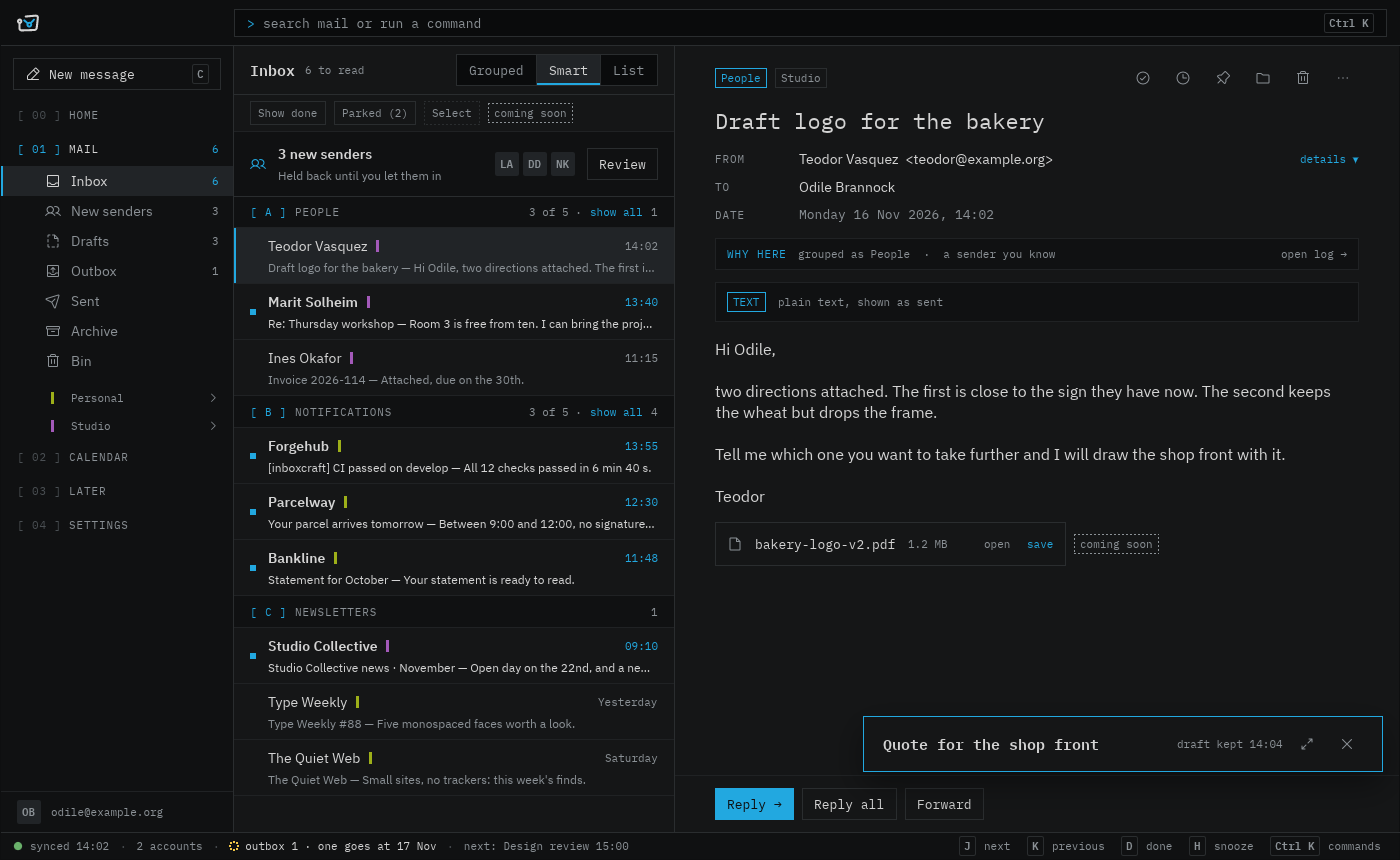 > search mail or run a command Ctrl K
New message C
[ 00 ] HOME
[ 01 ] MAIL 6
Inbox 6
New senders 3
Drafts 3
Outbox 1
Sent
Archive
Bin
Personal
Studio
[ 02 ] CALENDAR
[ 03 ] LATER
[ 04 ] SETTINGS
OB odile@example.org
Inbox 6 to read Grouped Smart List
Show done Parked (2) Select coming soon
3 new senders
Held back until you let them in
LA DD NK Review
[ A ] PEOPLE 3 of 5 · show all 1
Teodor Vasquez 14:02
Draft logo for the bakery — Hi Odile, two directions attached. The first i...
Marit Solheim 13:40
Re: Thursday workshop — Room 3 is free from ten. I can bring the proj...
Ines Okafor 11:15
Invoice 2026-114 — Attached, due on the 30th.
[ B ] NOTIFICATIONS 3 of 5 · show all 4
Forgehub 13:55
[inboxcraft] CI passed on develop — All 12 checks passed in 6 min 40 s.
Parcelway 12:30
Your parcel arrives tomorrow — Between 9:00 and 12:00, no signature...
Bankline 11:48
Statement for October — Your statement is ready to read.
[ C ] NEWSLETTERS 1
Studio Collective 09:10
Studio Collective news · November — Open day on the 22nd, and a ne...
Type Weekly Yesterday
Type Weekly #88 — Five monospaced faces worth a look.
The Quiet Web Saturday
The Quiet Web — Small sites, no trackers: this week's finds.
People Studio
Draft logo for the bakery
FROM Teodor Vasquez <teodor@example.org> details ▾
TO Odile Brannock
DATE Monday 16 Nov 2026, 14:02
WHY HERE grouped as People · a sender you know open log →
TEXT plain text, shown as sent
Hi Odile,
two directions attached. The first is close to the sign they have now. The second keeps
the wheat but drops the frame.
Tell me which one you want to take further and I will draw the shop front with it.
Teodor
bakery-logo-v2.pdf 1.2 MB open save coming soon
Quote for the shop front draft kept 14:04
Reply → Reply all Forward
synced 14:02 · 2 accounts · outbox 1 · one goes at 17 Nov · next: Design review 15:00
J next K previous D done H snooze Ctrl K commands